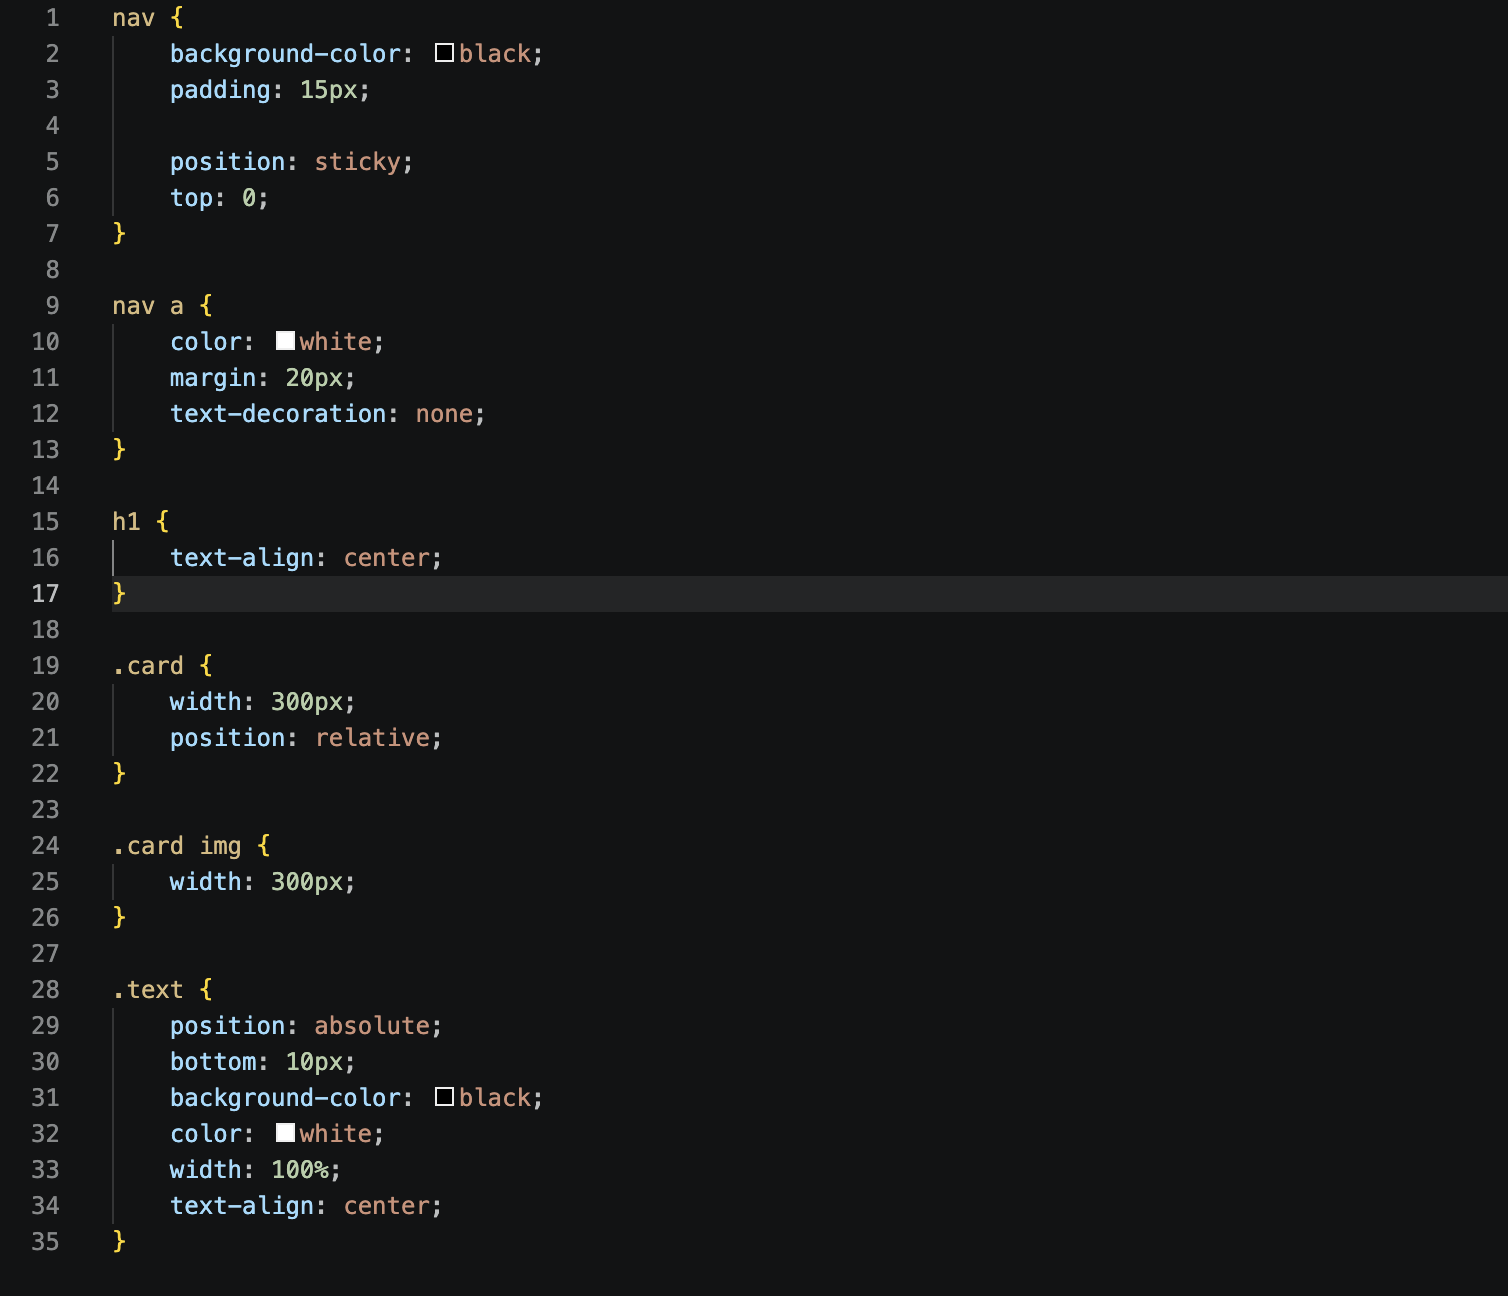 1 nav {
2     background-color: black;
3     padding: 15px;
4
5     position: sticky;
6     top: 0;
7 }
8
9 nav a {
10     color: white;
11     margin: 20px;
12     text-decoration: none;
13 }
14
15 h1 {
16     text-align: center;
17 }
18
19 .card {
20     width: 300px;
21     position: relative;
22 }
23
24 .card img {
25     width: 300px;
26 }
27
28 .text {
29     position: absolute;
30     bottom: 10px;
31     background-color: black;
32     color: white;
33     width: 100%;
34     text-align: center;
35 }